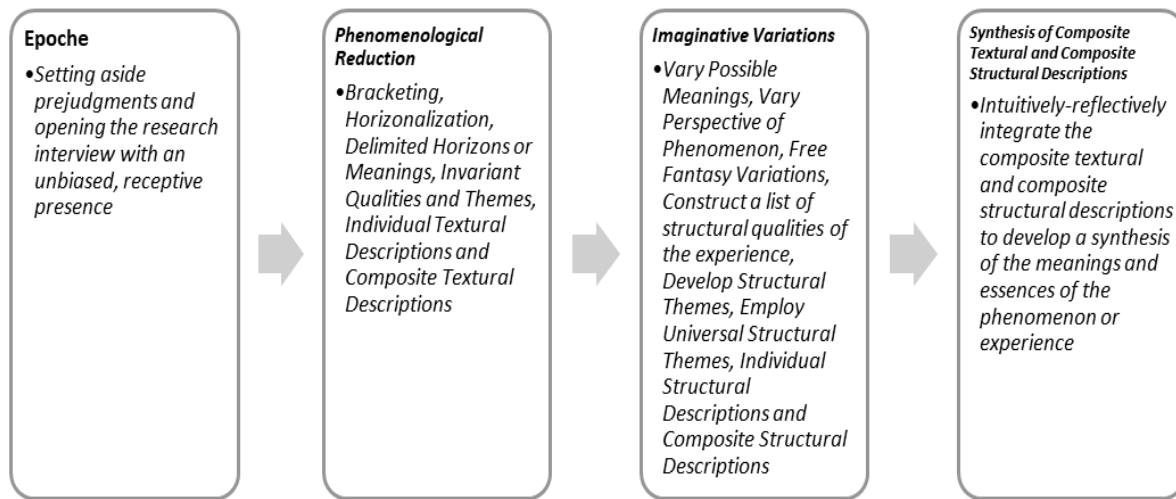 Epoche
•Setting aside
prejudgments and
opening the research
interview with an
unbiased, receptive
presence
Phenomenological
Reduction
•Bracketing,
Horizonalization,
Delimited Horizons or
Meanings, Invariant
Qualities and Themes,
Individual Textural
Descriptions and
Composite Textural
Descriptions
Imaginative Variations
•Vary Possible
Meanings, Vary
Perspective of
Phenomenon, Free
Fantasy Variations,
Construct a list of
structural qualities of
the experience,
Develop Structural
Themes, Employ
Universal Structural
Themes, Individual
Structural
Descriptions and
Composite Structural
Descriptions
Synthesis of Composite
Textural and Composite
Structural Descriptions
•Intuitively-reflectively
integrate the
composite textural
and composite
structural descriptions
to develop a synthesis
of the meanings and
essences of the
phenomenon or
experience